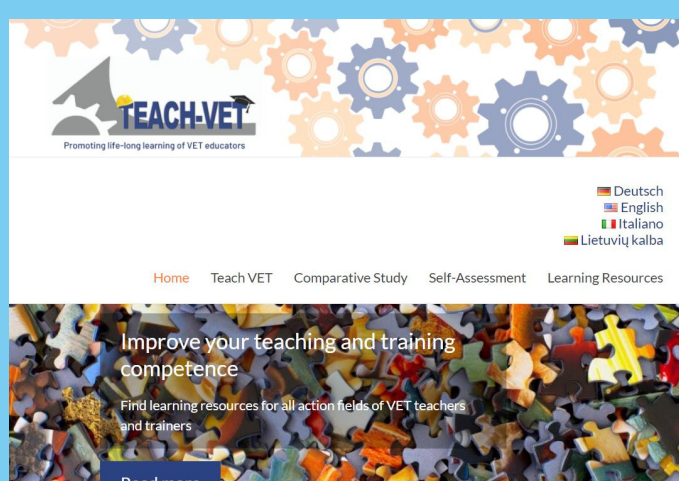 TEACH-VET
Promoting life-long learning of VET educators
Deutsch
English
Italiano
Lietuvių kalba
Home Teach VET Comparative Study Self-Assessment Learning Resources
Improve your teaching and training
competence
Find learning resources for all action fields of VET teachers
and trainers
Read more